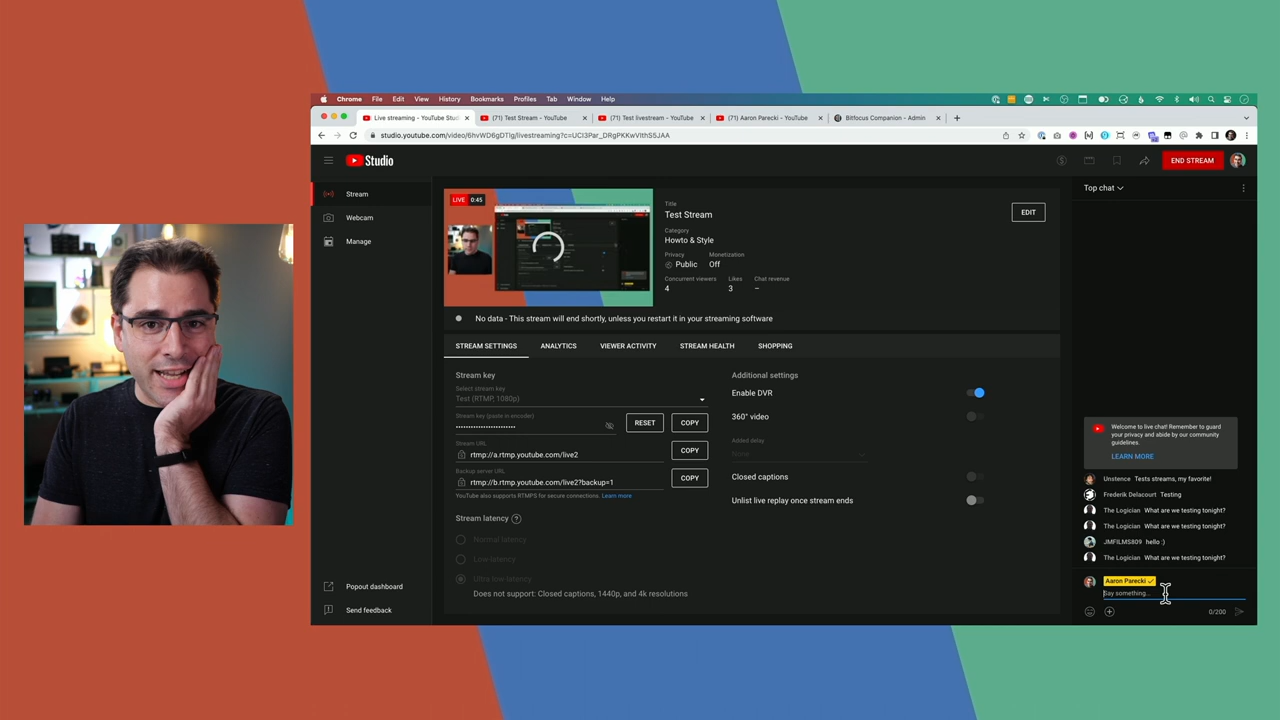 Chrome File Edit View History Bookmarks Profiles Tab Window Help
Live streaming - YouTube Stud
(71) Test Stream - YouTube
(71) Test livestream - YouTube
(71) Aaron Parecki - YouTube
Bitfocus Companion - Admin
studio.youtube.com/video/6hvWD6gDTlg/livestreaming?c=UCI3Par_DRgPKKwVIthS5JAA
Studio
END STREAM
Stream
Webcam
Manage
Popout dashboard
Send feedback
LIVE 0:45
Title
Test Stream
Category
Howto & Style
Privacy Monetization
Public Off
Concurrent viewers Likes Chat revenue
4 3 –
EDIT
No data - This stream will end shortly, unless you restart it in your streaming software
STREAM SETTINGS ANALYTICS VIEWER ACTIVITY STREAM HEALTH SHOPPING
Stream key
Select stream key
Test (RTMP, 1080p)
Stream key (paste in encoder)
RESET COPY
Stream URL
rtmp://a.rtmp.youtube.com/live2
COPY
Backup server URL
rtmp://b.rtmp.youtube.com/live2?backup=1
COPY
YouTube also supports RTMPS for secure connections. Learn more
Stream latency
Normal latency
Low-latency
Ultra low-latency
Does not support: Closed captions, 1440p, and 4k resolutions
Additional settings
Enable DVR
360° video
Added delay
None
Closed captions
Unlist live replay once stream ends
Top chat
Welcome to live chat! Remember to guard
your privacy and abide by our community
guidelines.
LEARN MORE
Unstence Tests streams, my favorite!
Frederik Delacourt Testing
The Logician What are we testing tonight?
The Logician What are we testing tonight?
JMFILMS809 hello :)
The Logician What are we testing tonight?
Aaron Parecki
Say something...
0/200